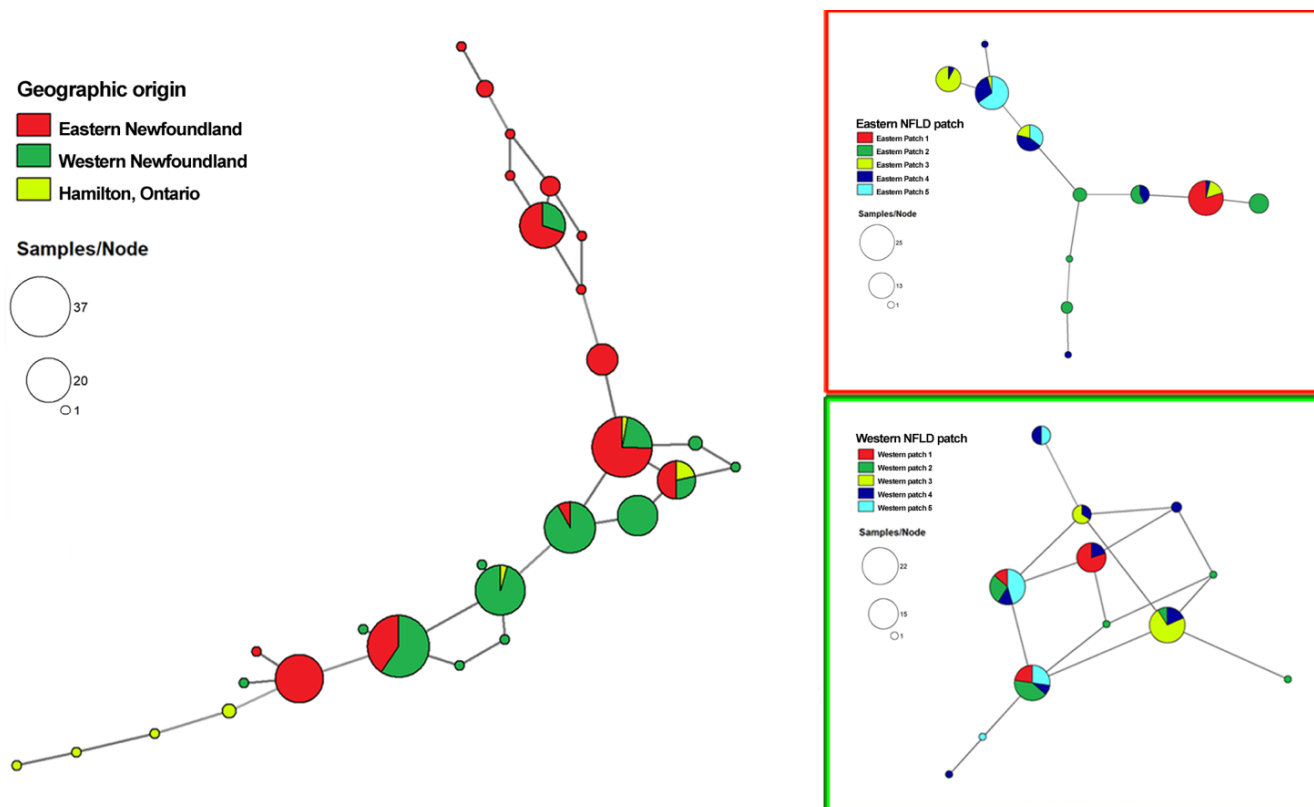 Geographic origin
Eastern Newfoundland
Western Newfoundland
Hamilton, Ontario
Samples/Node
37
20
1
Eastern NFLD patch
Eastern Patch 1
Eastern Patch 2
Eastern Patch 3
Eastern Patch 4
Eastern Patch 5
Samples/Node
25
13
1
Western NFLD patch
Western patch 1
Western patch 2
Western patch 3
Western patch 4
Western patch 5
Samples/Node
22
15
1